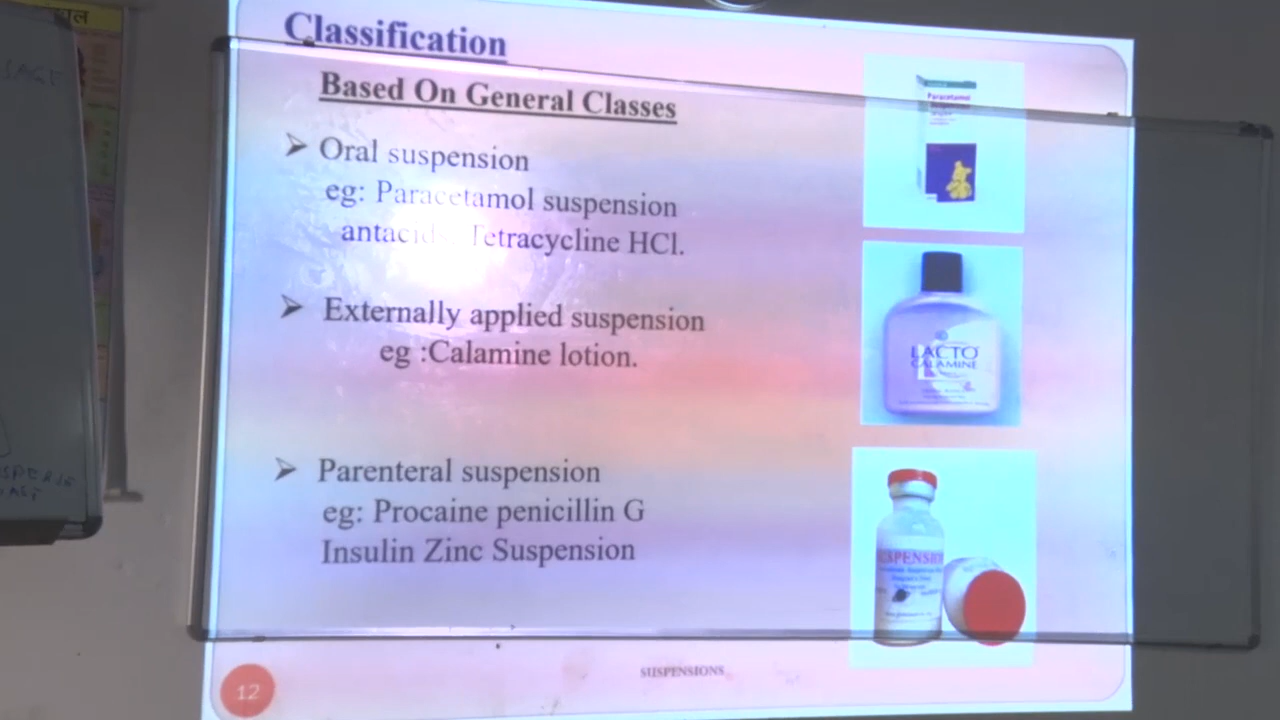 Classification
Based On General Classes
➤ Oral suspension
eg: Paracetamol suspension
antacids, Tetracycline HCl.
➤ Externally applied suspension
eg :Calamine lotion.
➤ Parenteral suspension
eg: Procaine penicillin G
Insulin Zinc Suspension
Paracetamol
LACTO
CALAMINE
SUSPENSIONS
12